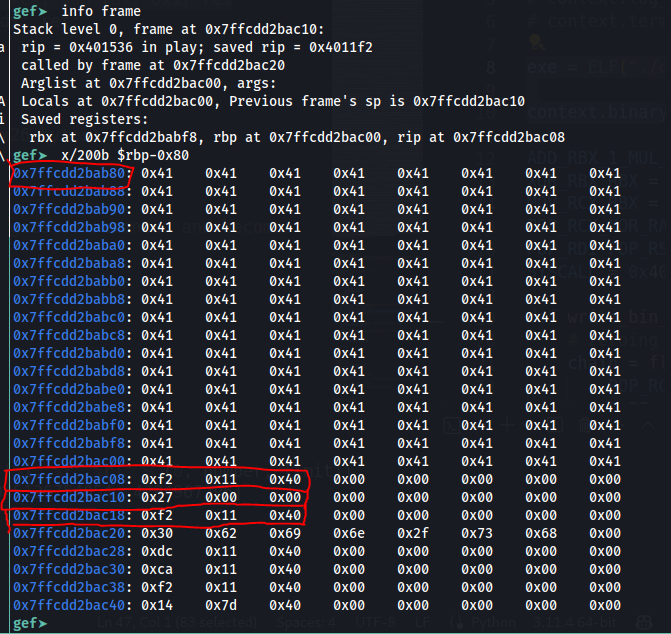 gef➤  info frame
Stack level 0, frame at 0x7ffcdd2bac10:
 rip = 0x401536 in play; saved rip = 0x4011f2
 called by frame at 0x7ffcdd2bac20
 Arglist at 0x7ffcdd2bac00, args:
 Locals at 0x7ffcdd2bac00, Previous frame's sp is 0x7ffcdd2bac10
 Saved registers:
  rbx at 0x7ffcdd2babf8, rbp at 0x7ffcdd2bac00, rip at 0x7ffcdd2bac08
gef➤  x/200b $rbp-0x80
0x7ffcdd2bab80: 0x41 0x41 0x41 0x41 0x41 0x41 0x41 0x41
0x7ffcdd2bab88: 0x41 0x41 0x41 0x41 0x41 0x41 0x41 0x41
0x7ffcdd2bab90: 0x41 0x41 0x41 0x41 0x41 0x41 0x41 0x41
0x7ffcdd2bab98: 0x41 0x41 0x41 0x41 0x41 0x41 0x41 0x41
0x7ffcdd2baba0: 0x41 0x41 0x41 0x41 0x41 0x41 0x41 0x41
0x7ffcdd2baba8: 0x41 0x41 0x41 0x41 0x41 0x41 0x41 0x41
0x7ffcdd2babb0: 0x41 0x41 0x41 0x41 0x41 0x41 0x41 0x41
0x7ffcdd2babb8: 0x41 0x41 0x41 0x41 0x41 0x41 0x41 0x41
0x7ffcdd2babc0: 0x41 0x41 0x41 0x41 0x41 0x41 0x41 0x41
0x7ffcdd2babc8: 0x41 0x41 0x41 0x41 0x41 0x41 0x41 0x41
0x7ffcdd2babd0: 0x41 0x41 0x41 0x41 0x41 0x41 0x41 0x41
0x7ffcdd2babd8: 0x41 0x41 0x41 0x41 0x41 0x41 0x41 0x41
0x7ffcdd2babe0: 0x41 0x41 0x41 0x41 0x41 0x41 0x41 0x41
0x7ffcdd2babe8: 0x41 0x41 0x41 0x41 0x41 0x41 0x41 0x41
0x7ffcdd2babf0: 0x41 0x41 0x41 0x41 0x41 0x41 0x41 0x41
0x7ffcdd2babf8: 0x41 0x41 0x41 0x41 0x41 0x41 0x41 0x41
0x7ffcdd2bac00: 0x41 0x41 0x41 0x41 0x41 0x41 0x41 0x41
0x7ffcdd2bac08: 0xf2 0x11 0x40 0x00 0x00 0x00 0x00 0x00
0x7ffcdd2bac10: 0x27 0x00 0x00 0x00 0x00 0x00 0x00 0x00
0x7ffcdd2bac18: 0xf2 0x11 0x40 0x00 0x00 0x00 0x00 0x00
0x7ffcdd2bac20: 0x30 0x62 0x69 0x6e 0x2f 0x73 0x68 0x00
0x7ffcdd2bac28: 0xdc 0x11 0x40 0x00 0x00 0x00 0x00 0x00
0x7ffcdd2bac30: 0xca 0x11 0x40 0x00 0x00 0x00 0x00 0x00
0x7ffcdd2bac38: 0xf2 0x11 0x40 0x00 0x00 0x00 0x00 0x00
0x7ffcdd2bac40: 0x14 0x7d 0x40 0x00 0x00 0x00 0x00 0x00
gef➤